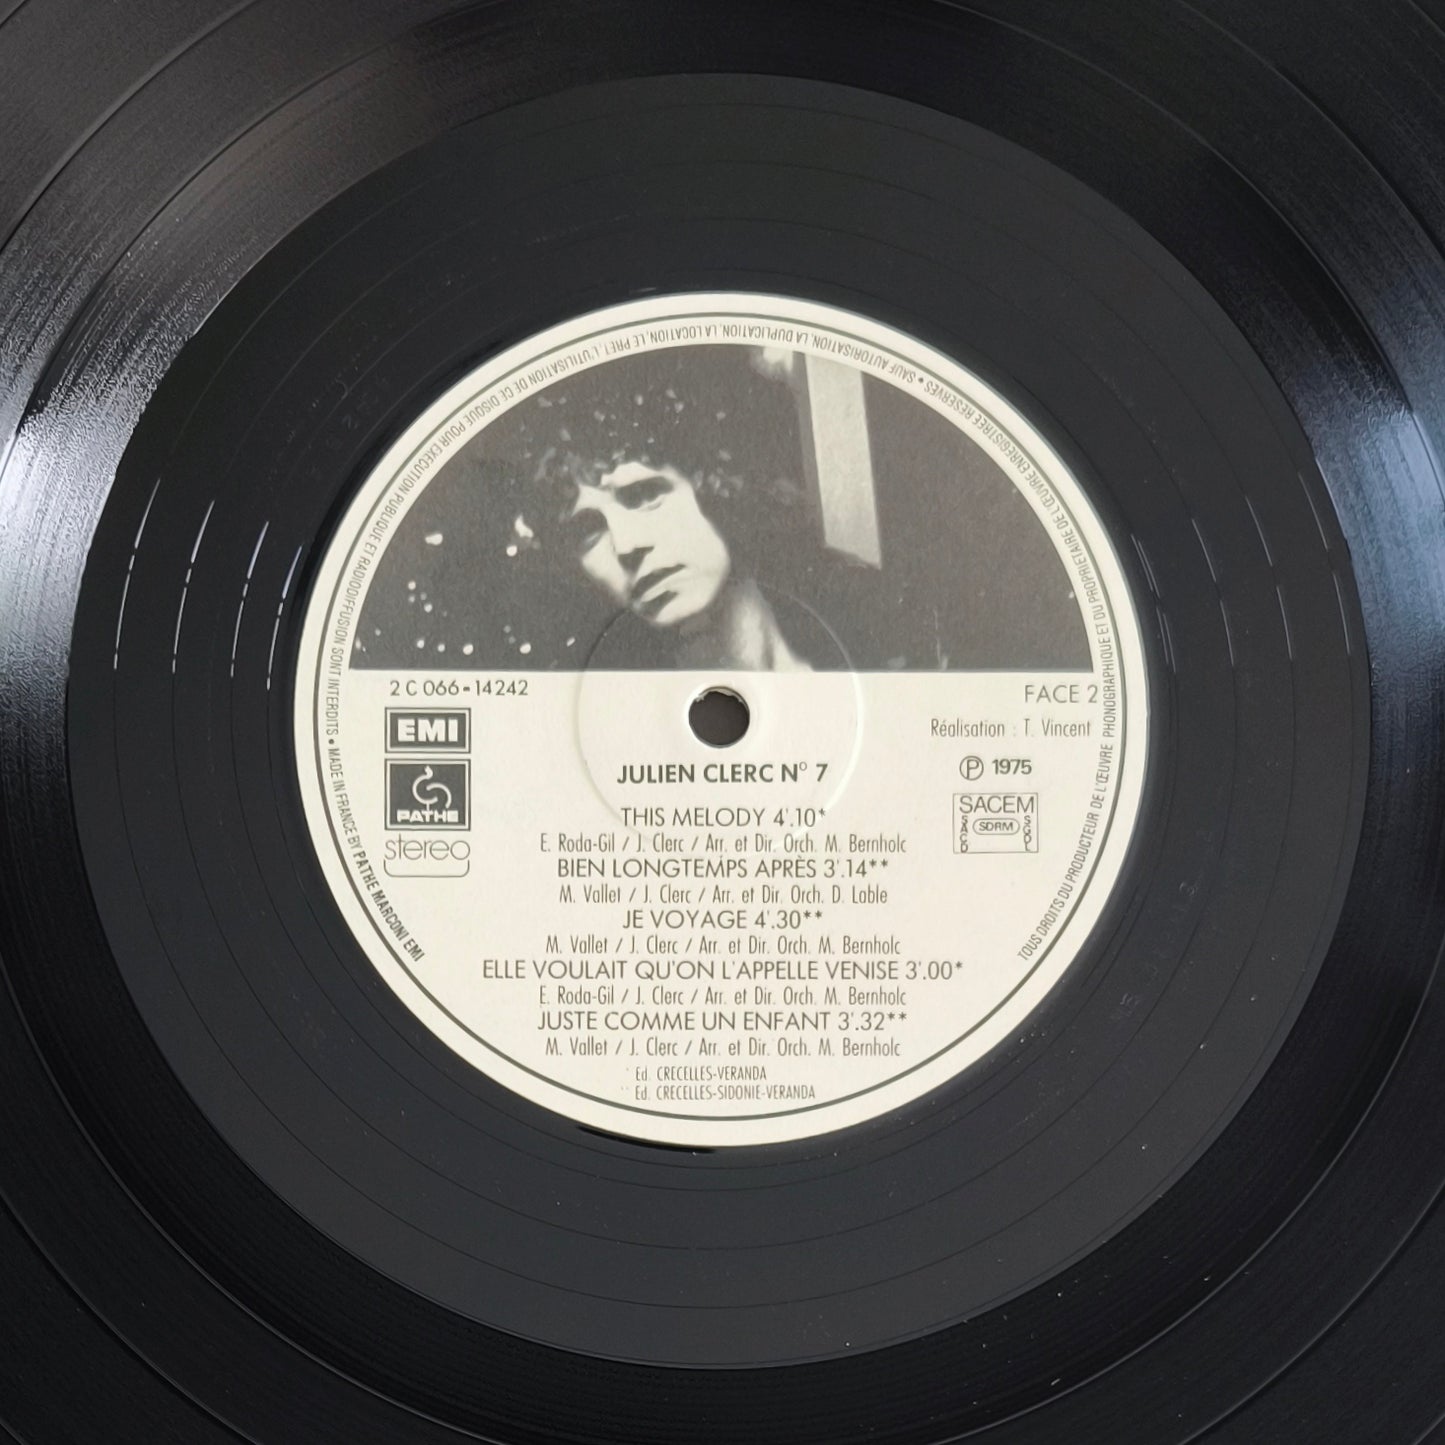 SAUF AUTORISATION, LA DUPLICATION, LA LOCATION, LE PRET, L'UTILISATION DE CE DISQUE POUR EXECUTION PUBLIQUE ET RADIODIFFUSION SONT INTERDITS • MADE IN FRANCE BY PATHE MARCONI EMI
TOUS DROITS DU PRODUCTEUR DE L'ŒUVRE PHONOGRAPHIQUE ET DU PROPRIETAIRE DE L'ŒUVRE ENREGISTREE RESERVES •
2 C 066-14242
FACE 2
EMI
Réalisation : T. Vincent
PATHE
℗ 1975
stereo
SACEM
SACD SDRM SGDL
JULIEN CLERC N° 7
THIS MELODY 4'.10*
E. Roda-Gil / J. Clerc / Arr. et Dir. Orch. M. Bernholc
BIEN LONGTEMPS APRÈS 3'.14**
M. Vallet / J. Clerc / Arr. et Dir. Orch. D. Lable
JE VOYAGE 4'.30**
M. Vallet / J. Clerc / Arr. et Dir. Orch. M. Bernholc
ELLE VOULAIT QU'ON L'APPELLE VENISE 3'.00*
E. Roda-Gil / J. Clerc / Arr. et Dir. Orch. M. Bernholc
JUSTE COMME UN ENFANT 3'.32**
M. Vallet / J. Clerc / Arr. et Dir. Orch. M. Bernholc
* Ed. CRECELLES-VERANDA
** Ed. CRECELLES-SIDONIE-VERANDA